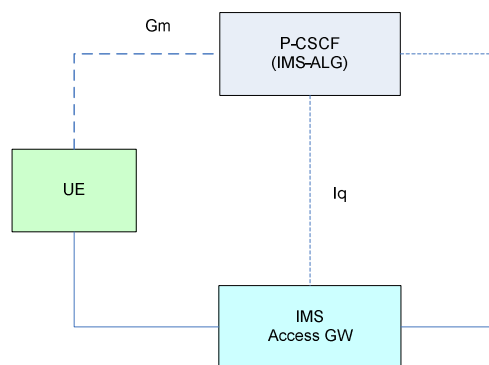 Gm
P-CSCF
(IMS-ALG)
UE
Iq
IMS
Access GW